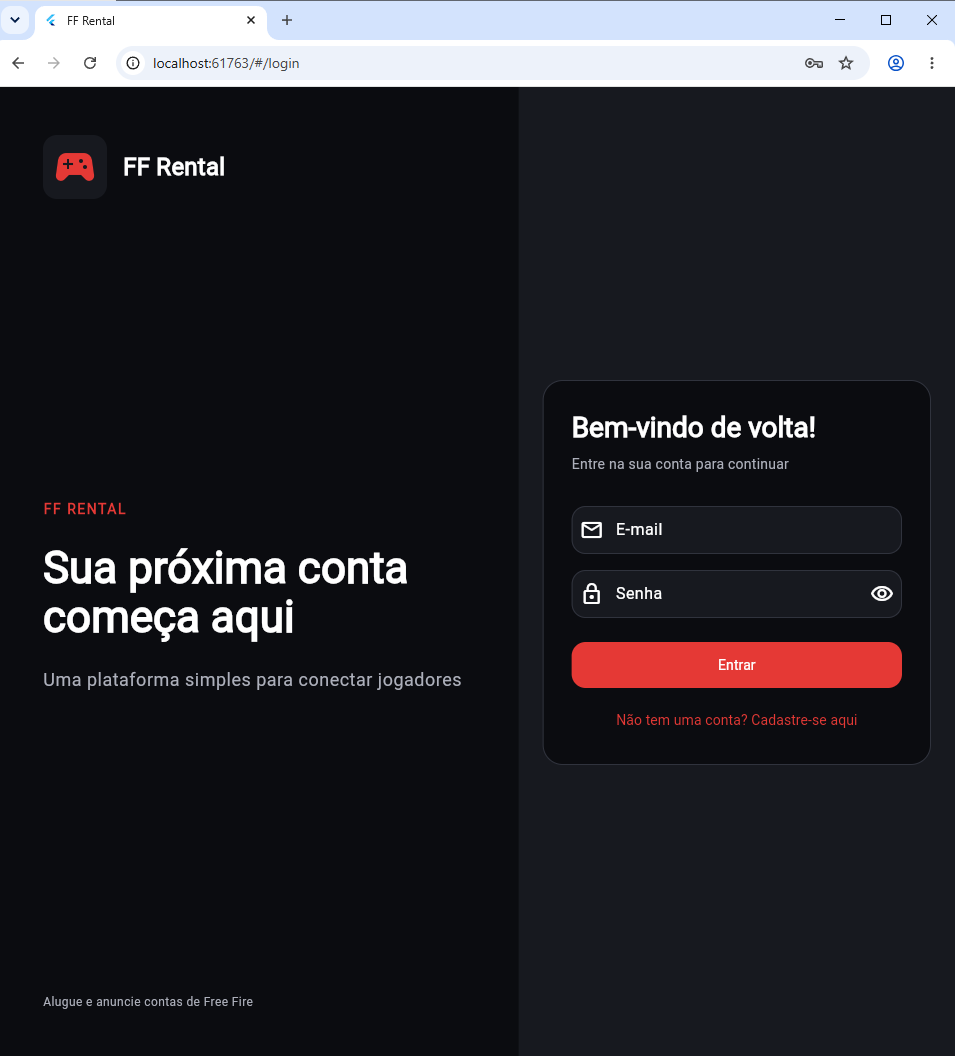 FF Rental
localhost:61763/#/login
FF Rental
FF RENTAL
Sua próxima conta
começa aqui
Uma plataforma simples para conectar jogadores
Alugue e anuncie contas de Free Fire
Bem-vindo de volta!
Entre na sua conta para continuar
E-mail
Senha
Entrar
Não tem uma conta? Cadastre-se aqui